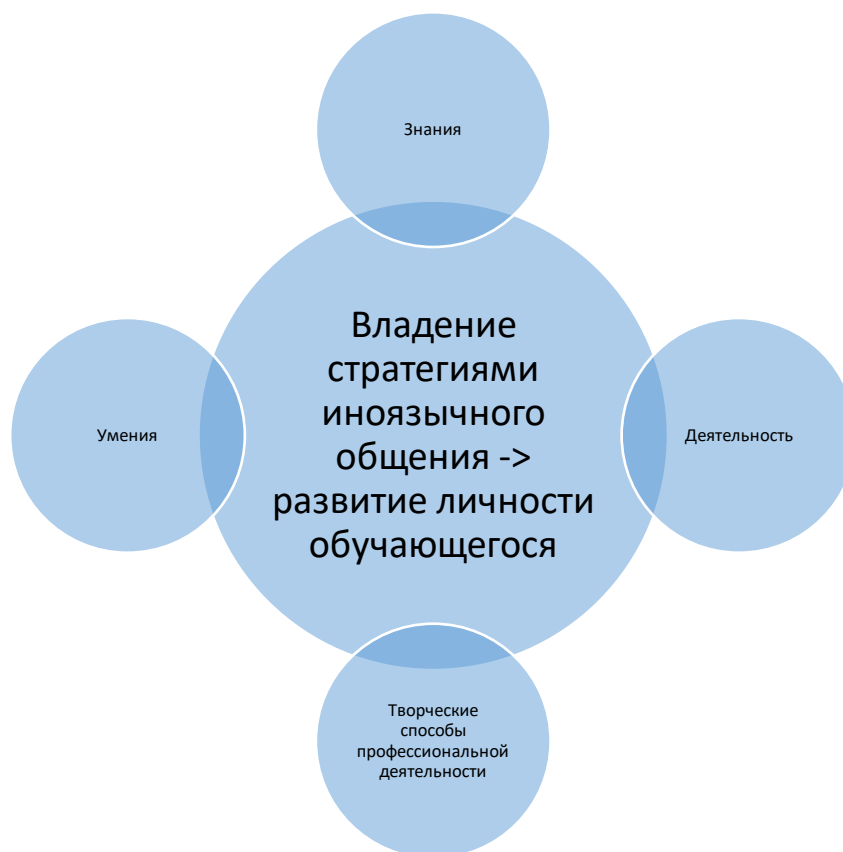 Знания
Владение
стратегиями
иноязычного
общения ->
развитие личности
обучающегося
Умения
Деятельность
Творческие
способы
профессиональной
деятельности